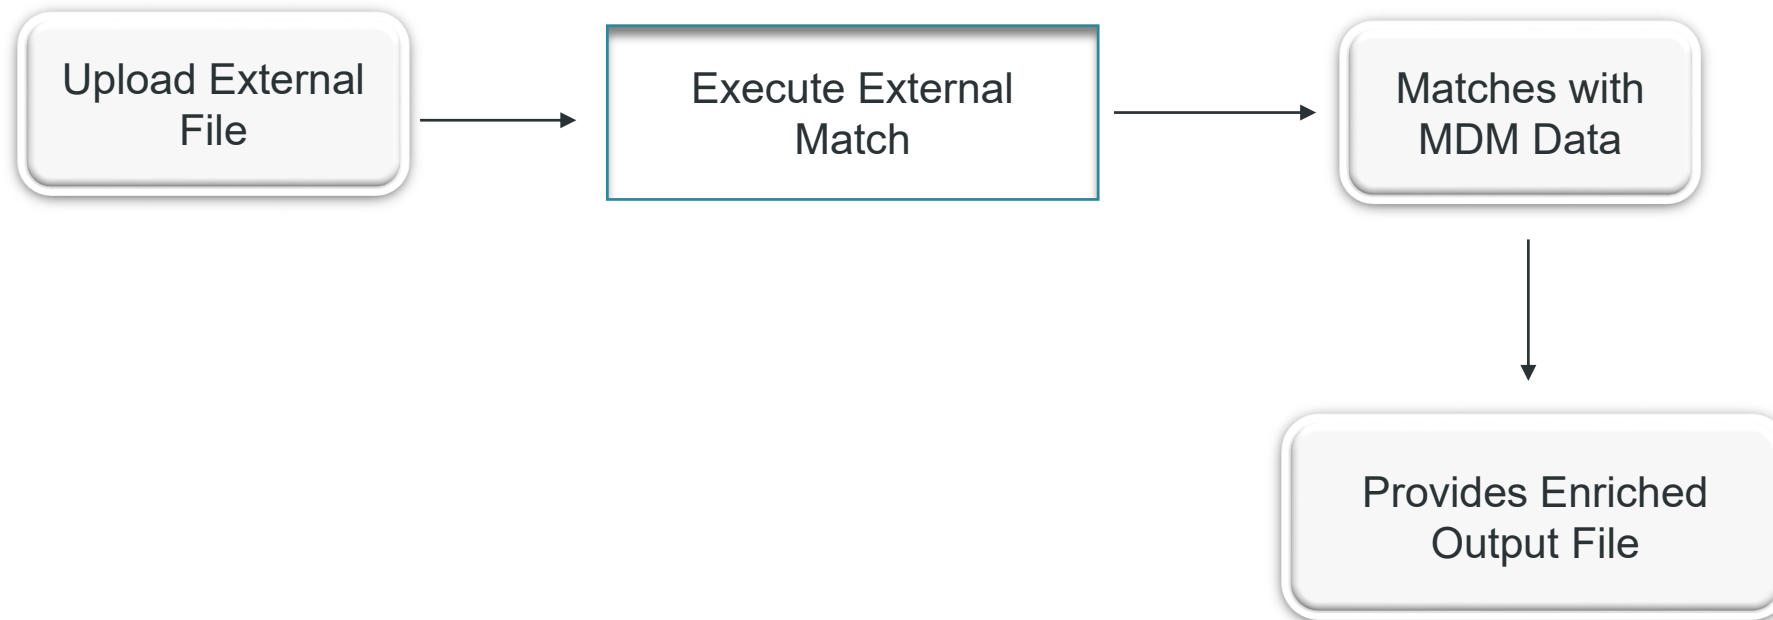 Upload External
File
Execute External
Match
Matches with
MDM Data
Provides Enriched
Output File